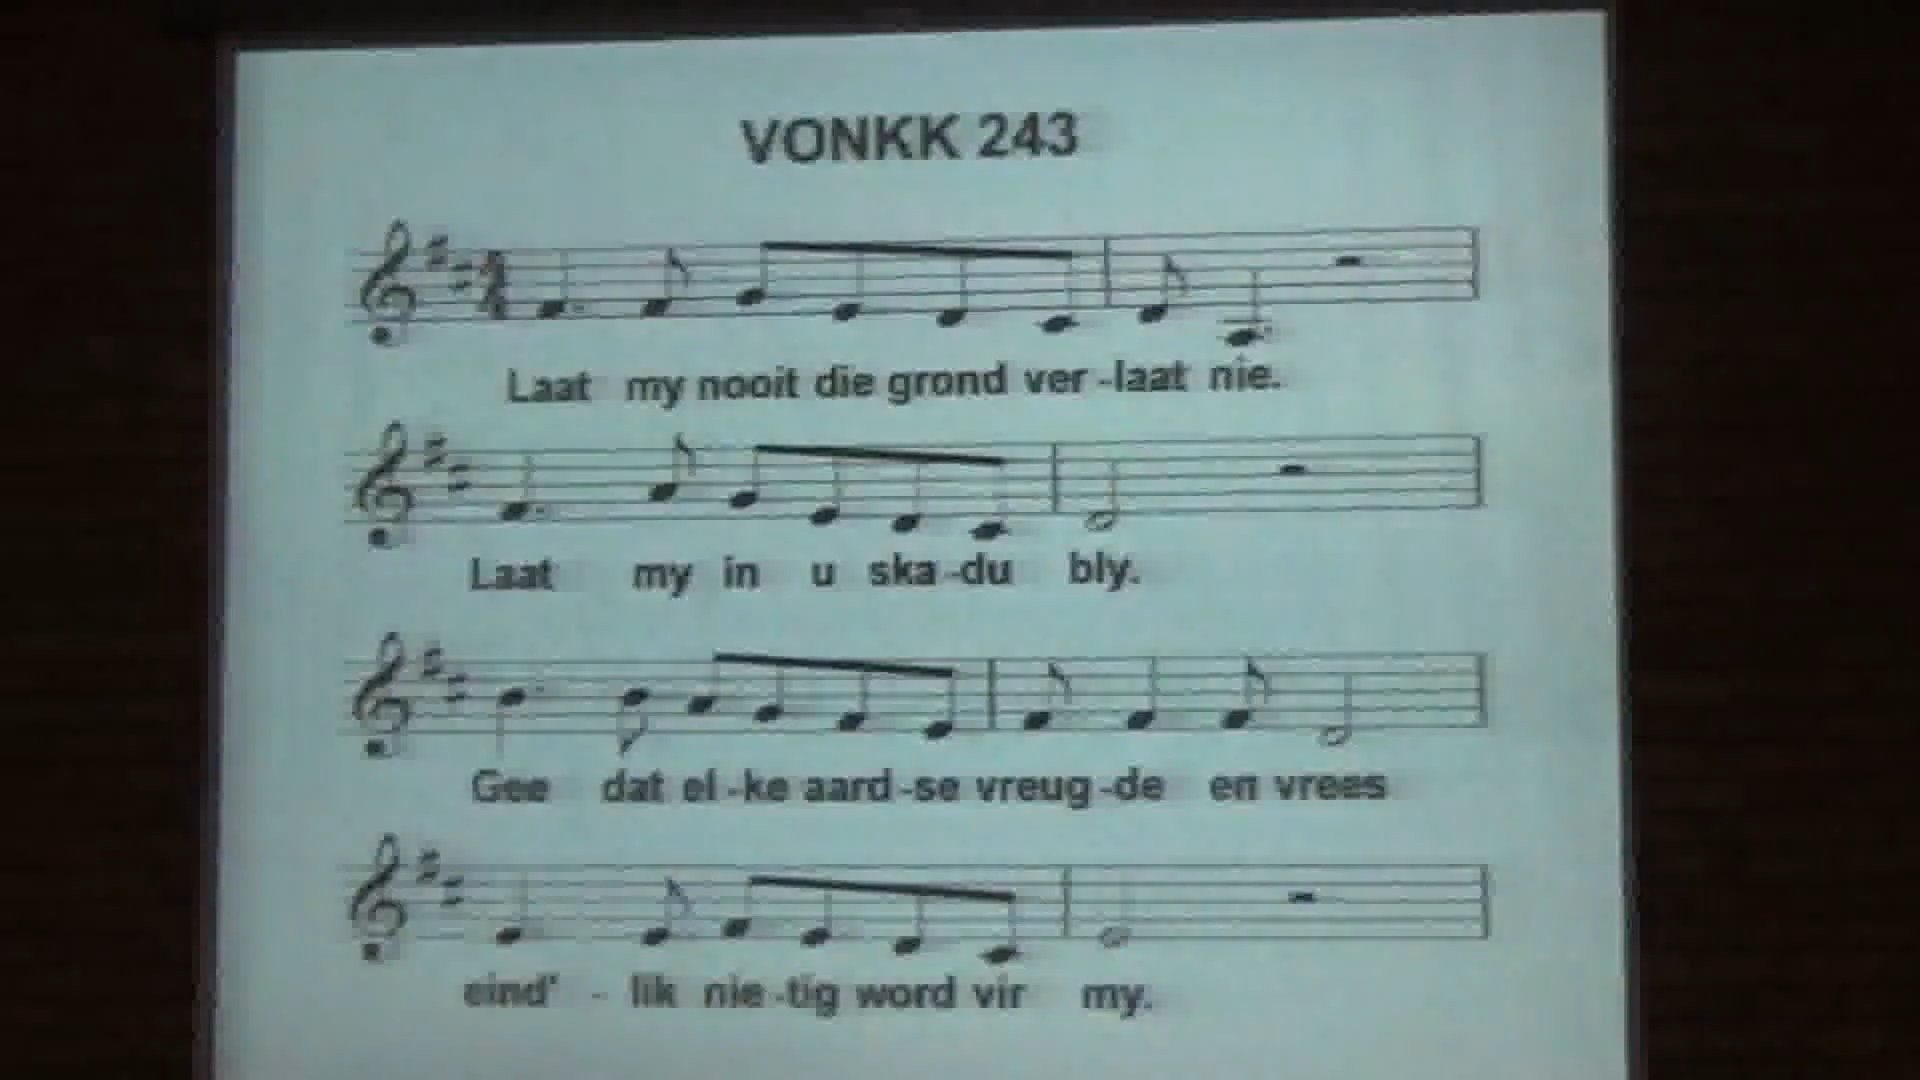 VONKK 243
Laat my nooit die grond ver-laat nie.
Laat my in u ska-du bly.
Gee dat el-ke aard-se vreug-de en vrees
eind' - lik nie-tig word vir my.